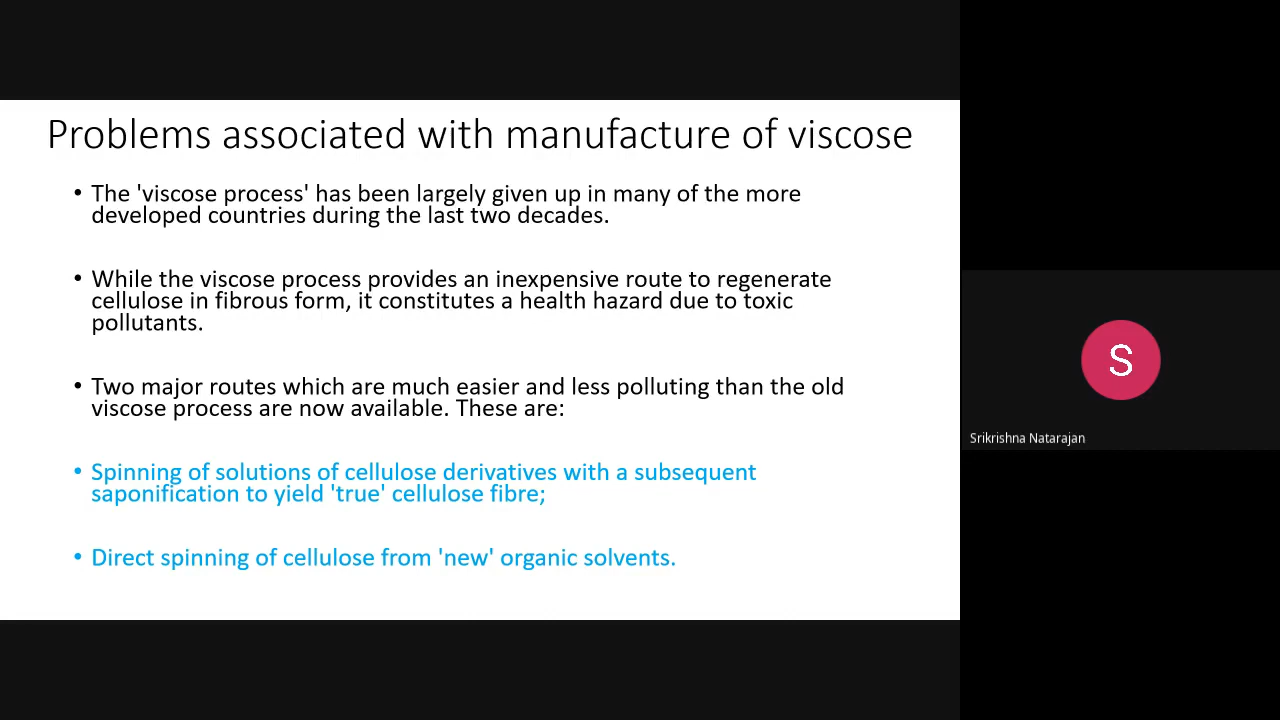 Problems associated with manufacture of viscose
• The 'viscose process' has been largely given up in many of the more
developed countries during the last two decades.
• While the viscose process provides an inexpensive route to regenerate
cellulose in fibrous form, it constitutes a health hazard due to toxic
pollutants.
• Two major routes which are much easier and less polluting than the old
viscose process are now available. These are:
• Spinning of solutions of cellulose derivatives with a subsequent
saponification to yield 'true' cellulose fibre;
• Direct spinning of cellulose from 'new' organic solvents.
S
Srikrishna Natarajan